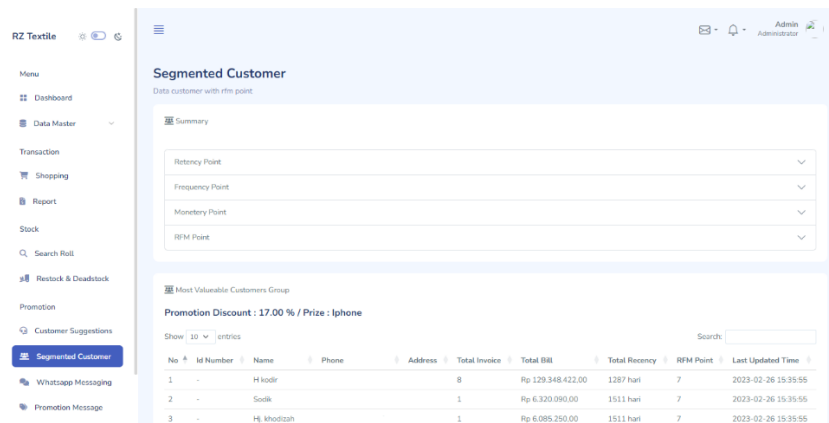 RZ Textile
Admin
Administrator
Menu
Dashboard
Data Master
Transaction
Shopping
Report
Stock
Search Roll
Restock & Deadstock
Promotion
Customer Suggestions
Segmented Customer
Whatsapp Messaging
Promotion Message
Segmented Customer
Data customer with rfm point
Summary
Retency Point
Frequency Point
Monetery Point
RFM Point
Most Valueable Customers Group
Promotion Discount : 17.00 % / Prize : Iphone
Show 10 entries Search:
No Id Number Name Phone Address Total Invoice Total Bill Total Recency RFM Point Last Updated Time
1 - H kodir 8 Rp 129.348.422,00 1287 hari 7 2023-02-26 15:35:55
2 - Sodik 1 Rp 6.320.090,00 1511 hari 7 2023-02-26 15:35:55
3 - Hj. khodizah 1 Rp 6.085.250,00 1511 hari 7 2023-02-26 15:35:55